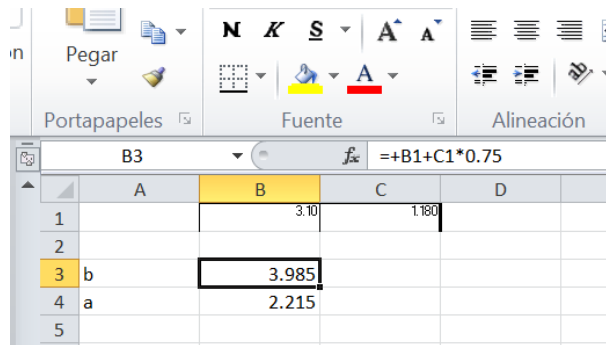 ón
Pegar
N K S A A
A
Portapapeles Fuente Alineación
B3 fx =+B1+C1*0.75
A B C D
1 3.10 1.180
2
3 b 3.985
4 a 2.215
5